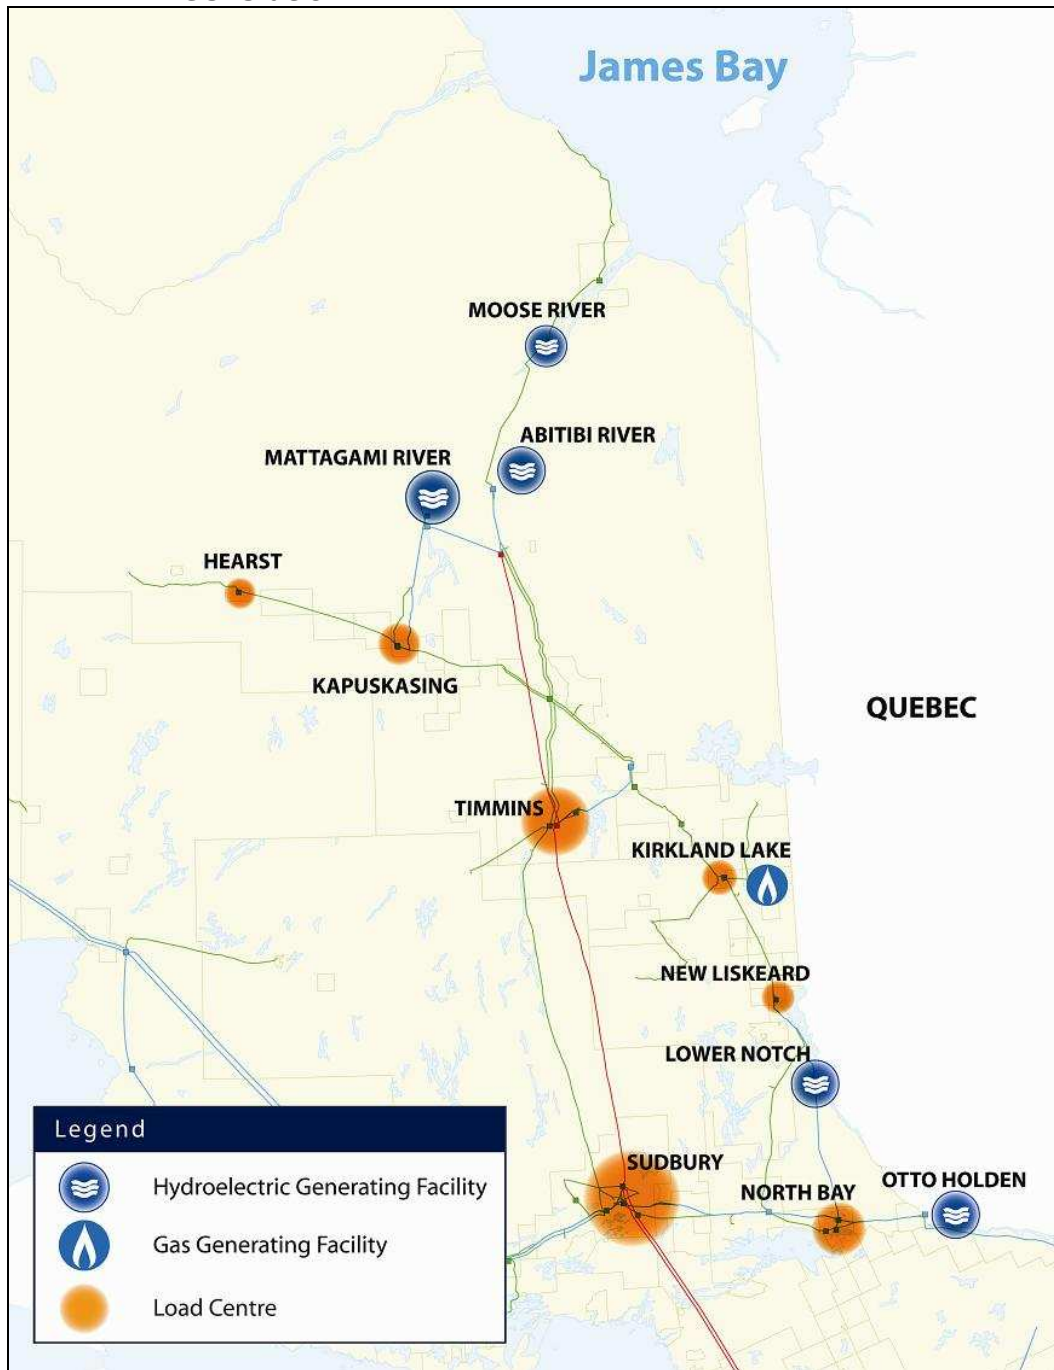 James Bay
MOOSE RIVER
ABITIBI RIVER
MATTAGAMI RIVER
HEARST
KAPUSKASING
QUEBEC
TIMMINS
KIRKLAND LAKE
NEW LISKEARD
LOWER NOTCH
SUDBURY
NORTH BAY
OTTO HOLDEN
Legend
Hydroelectric Generating Facility
Gas Generating Facility
Load Centre